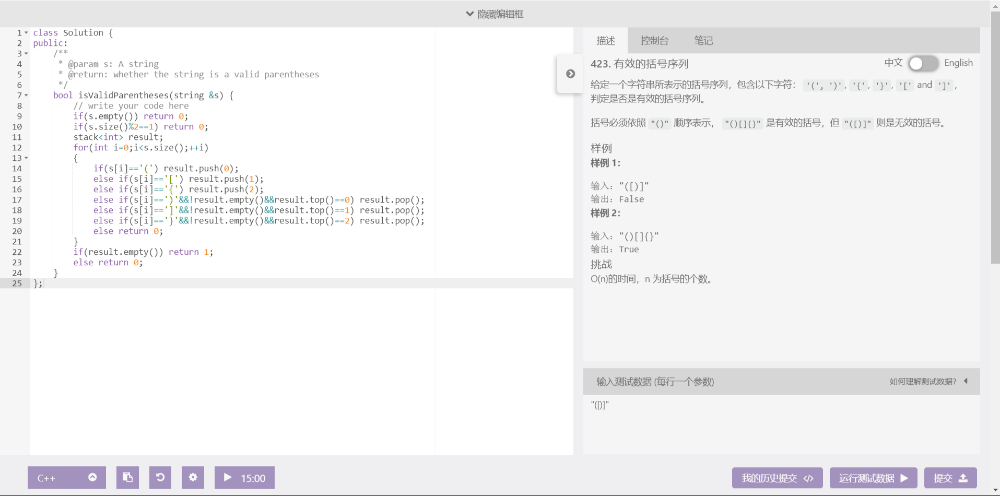 隐藏编辑框
1 class Solution {
2 public:
3     /**
4      * @param s: A string
5      * @return: whether the string is a valid parentheses
6      */
7     bool isValidParentheses(string &s) {
8         // write your code here
9         if(s.empty()) return 0;
10         if(s.size()%2==1) return 0;
11         stack<int> result;
12         for(int i=0;i<s.size();++i)
13         {
14             if(s[i]=='(') result.push(0);
15             else if(s[i]=='[') result.push(1);
16             else if(s[i]=='{') result.push(2);
17             else if(s[i]==')'&&!result.empty()&&result.top()==0) result.pop();
18             else if(s[i]==']'&&!result.empty()&&result.top()==1) result.pop();
19             else if(s[i]=='}'&&!result.empty()&&result.top()==2) result.pop();
20             else return 0;
21         }
22         if(result.empty()) return 1;
23         else return 0;
24     }
25 };
描述 控制台 笔记
423. 有效的括号序列 中文 English
给定一个字符串所表示的括号序列，包含以下字符： '(', ')', '{', '}', '[' and ']'，
判定是否是有效的括号序列。
括号必须依照 "()" 顺序表示， "()[]{}" 是有效的括号，但 "([)]" 则是无效的括号。
样例
样例 1:
输入："([)]"
输出：False
样例 2:
输入："()[]{}"
输出：True
挑战
O(n)的时间，n 为括号的个数。
输入测试数据 (每行一个参数) 如何理解测试数据?
"([)]"
C++ 15:00 我的历史提交 </> 运行测试数据 提交